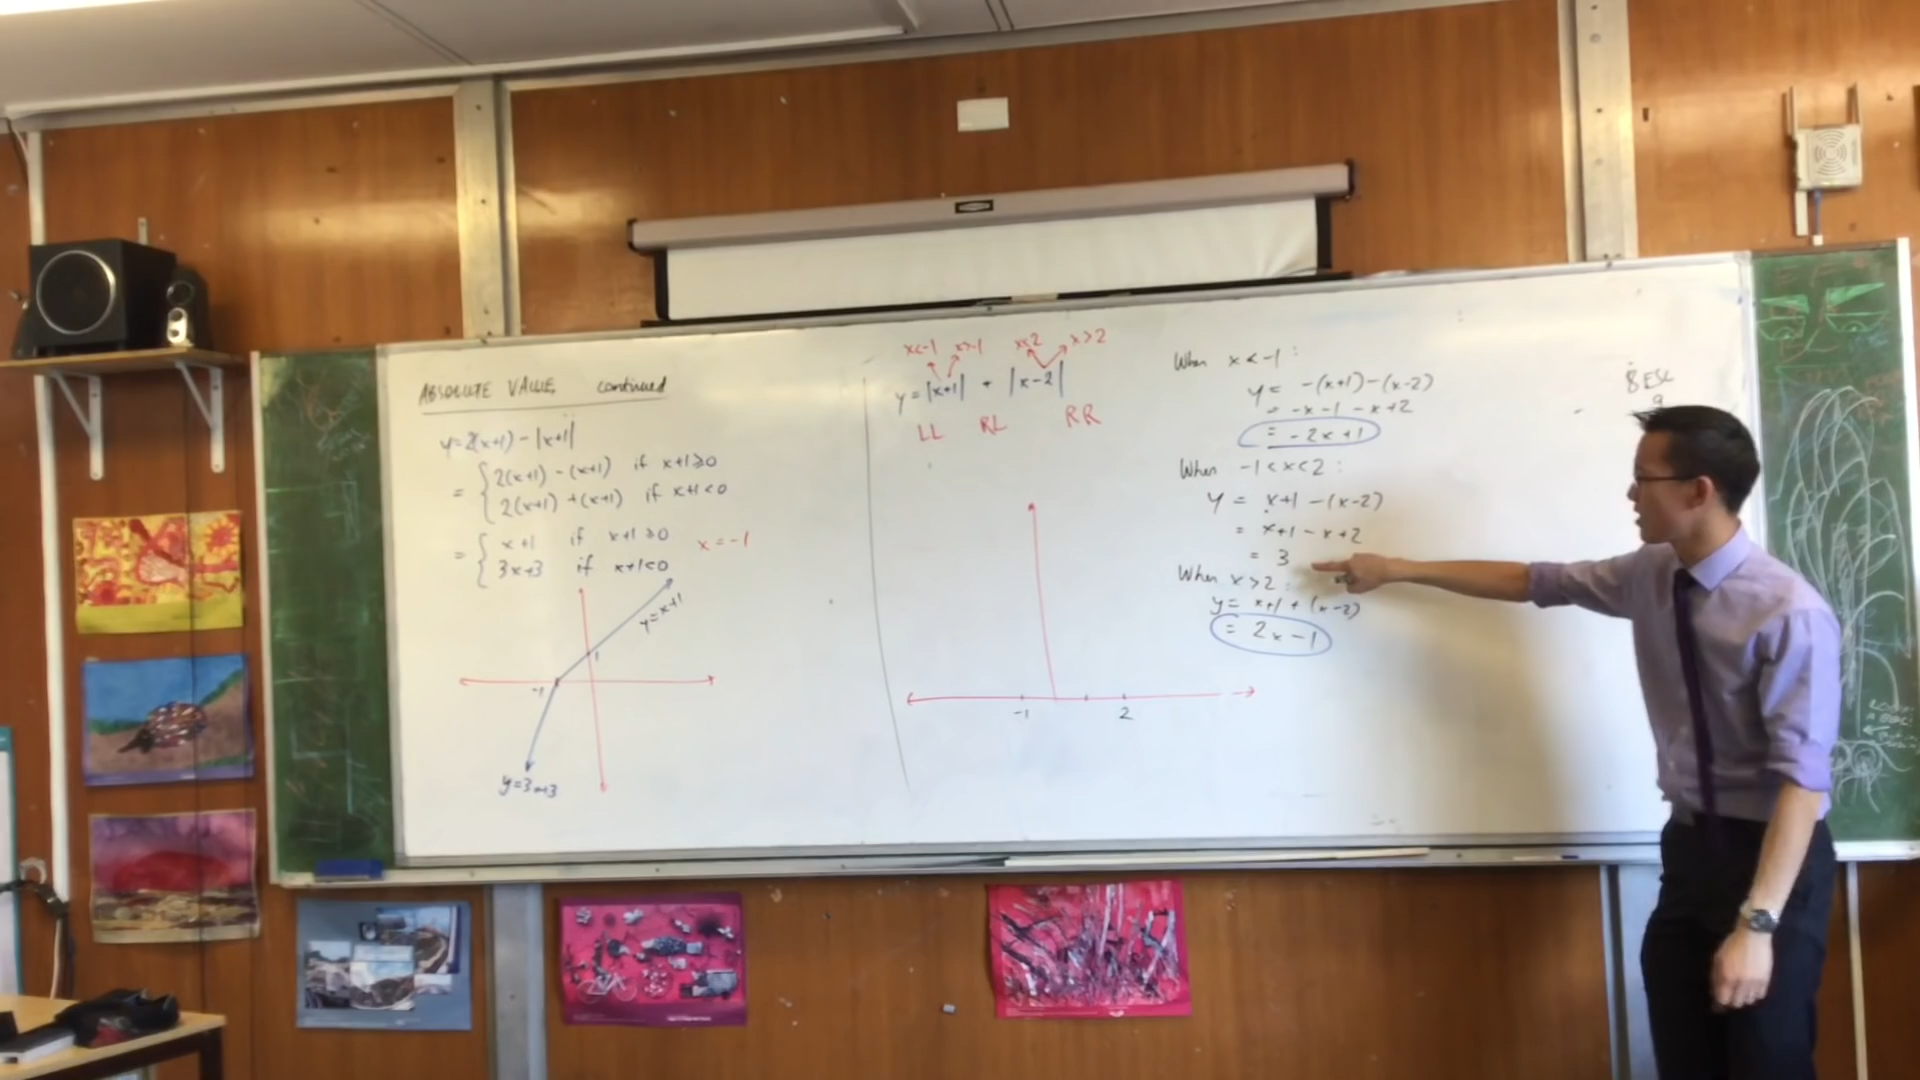 ABSOLUTE VALUE, continued
y=2(x+1) - |x+1|
= { 2(x+1) - (x+1) if x+1≥0
2(x+1) + (x+1) if x+1<0
= { x+1 if x+1≥0
3x+3 if x+1<0
x = -1
y=x+1
1
-1
y=3x+3
x<-1 x>-1 x<2 x>2
y = |x+1| + |x-2|
LL RL RR
-1 2
When x < -1 :
y = -(x+1)-(x-2)
= -x-1 -x+2
= -2x+1
When -1<x<2 :
y = x+1 -(x-2)
= x+1 -x+2
= 3
When x>2 :
y= x+1 + (x-2)
= 2x-1
8 ESL
9